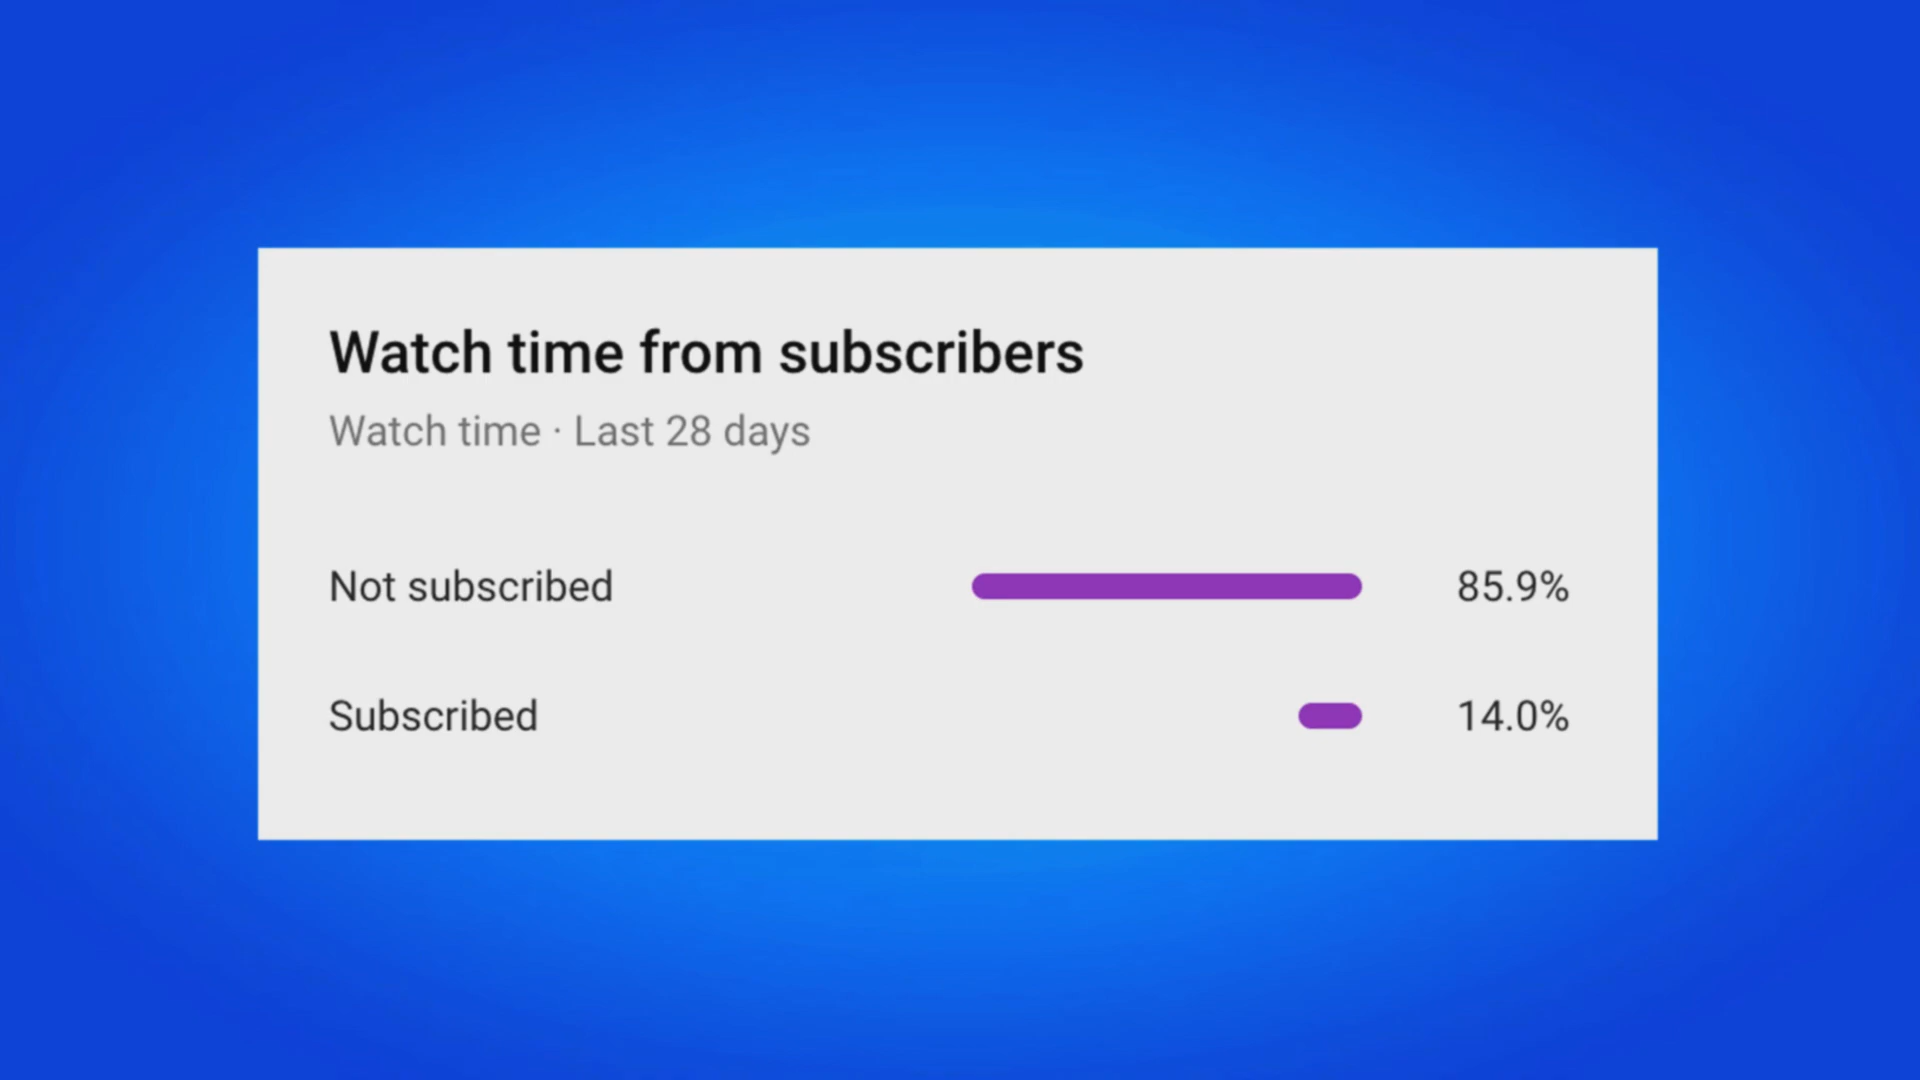 Watch time from subscribers
Watch time · Last 28 days
Not subscribed 85.9%
Subscribed 14.0%